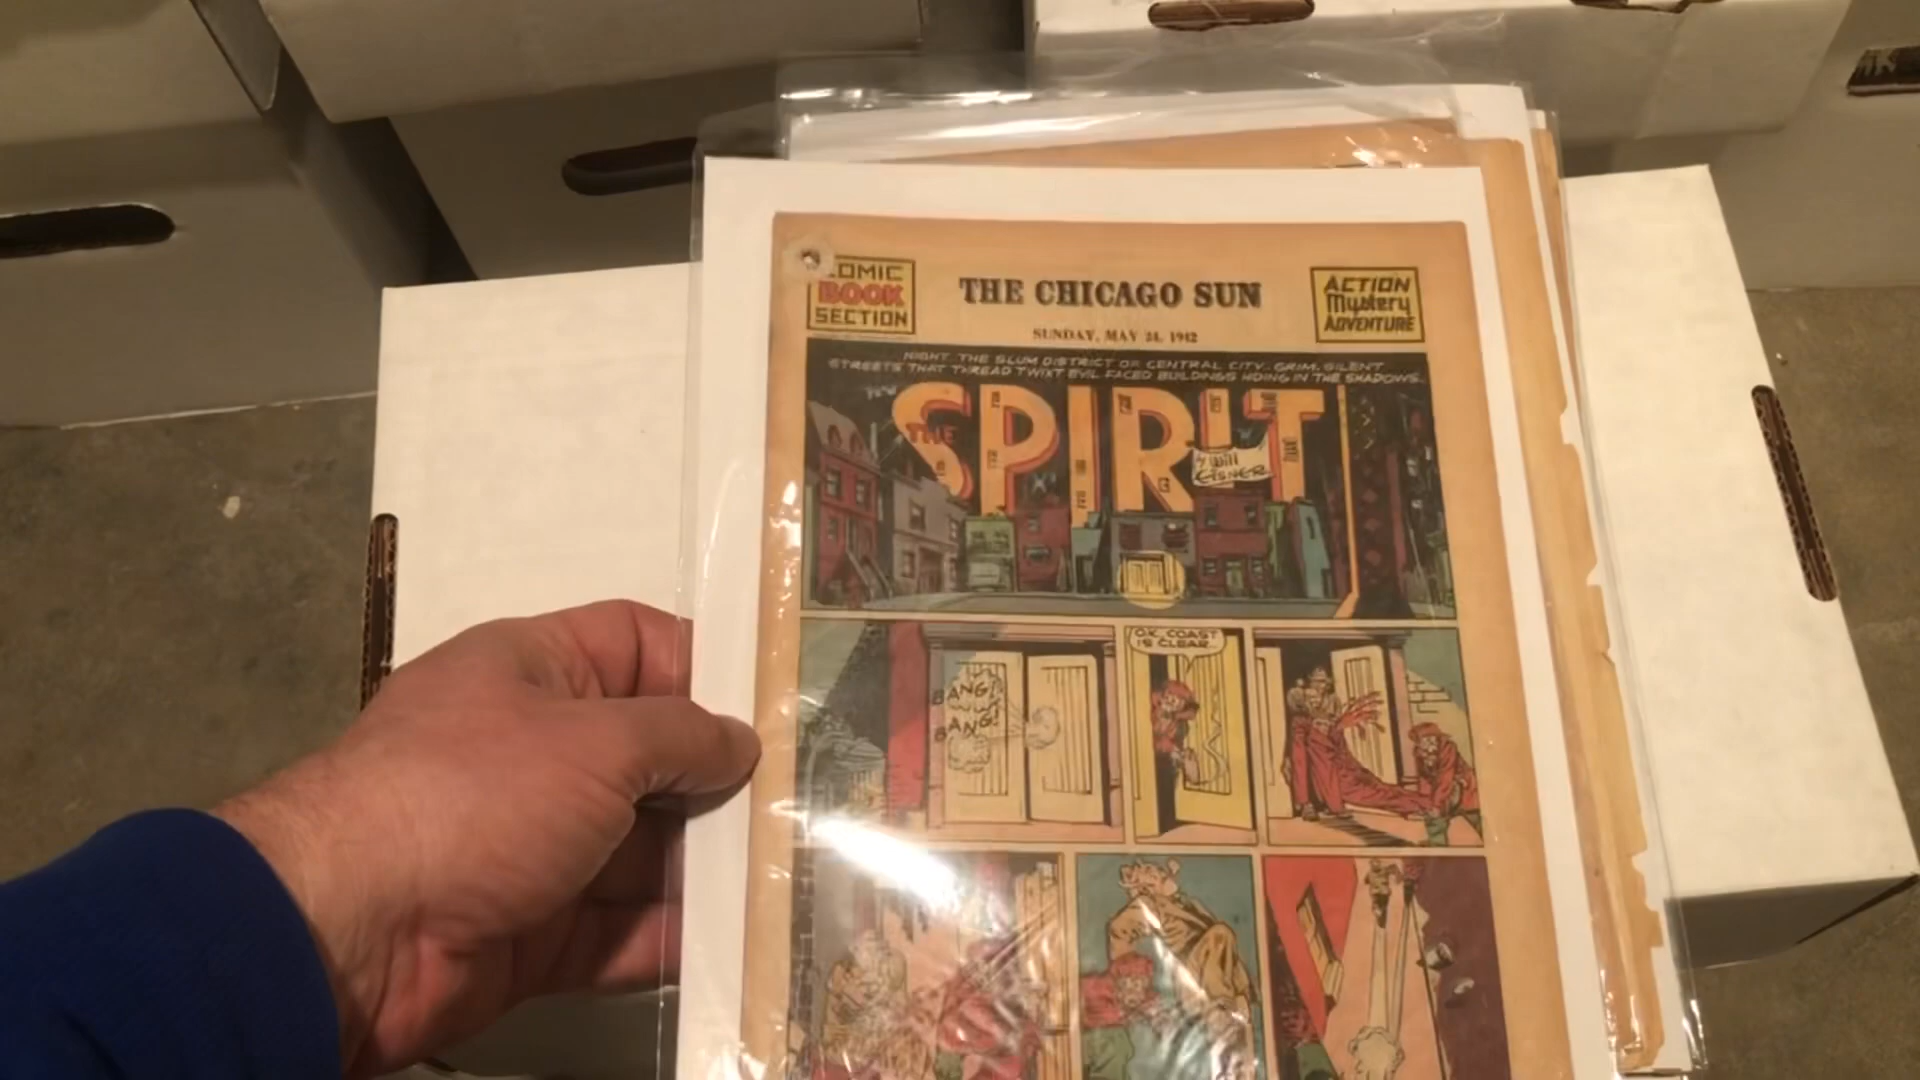 COMIC
BOOK
SECTION
THE CHICAGO SUN
SUNDAY, MAY 24, 1942
ACTION
Mystery
ADVENTURE
NIGHT. THE SLUM DISTRICT OF CENTRAL CITY.. GRIM, SILENT
STREETS THAT THREAD TWIXT EVIL FACED BUILDINGS HIDING IN THE SHADOWS..
THE
SPIRIT
By Will
EISNER
BANG!
BANG!
O.K. COAST
IS CLEAR..